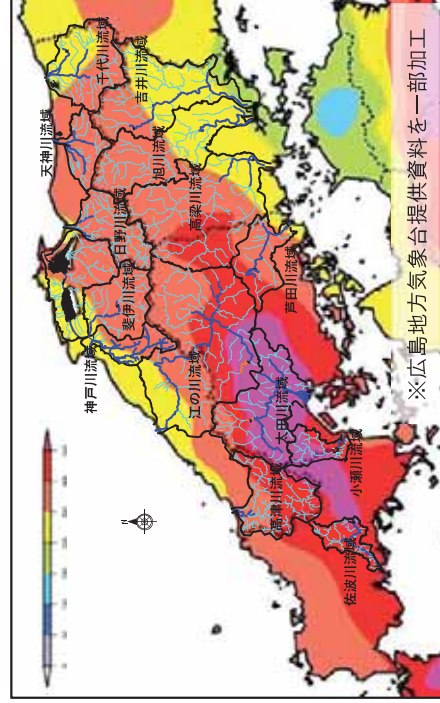 千代川流域
天神川流域
吉井川流域
旭川流域
日野川流域
高梁川流域
斐伊川流域
神戸川流域
芦田川流域
江の川流域
太田川流域
高津川流域
小瀬川流域
佐波川流域
N
※広島地方気象台提供資料を一部加工